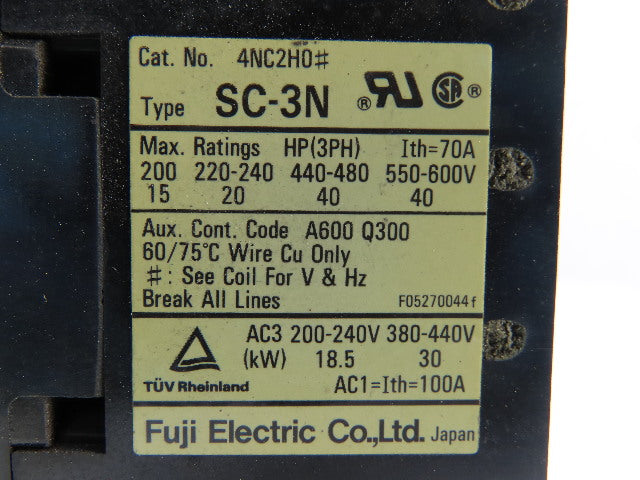 Cat. No. 4NC2H0#
Type SC-3N ® RU SA ®
Max. Ratings HP(3PH) Ith=70A
200 220-240 440-480 550-600V
15 20 40 40
Aux. Cont. Code A600 Q300
60/75°C Wire Cu Only
#: See Coil For V & Hz
Break All Lines F05270044f
AC3 200-240V 380-440V
(kW) 18.5 30
TÜV Rheinland AC1=Ith=100A
Fuji Electric Co.,Ltd. Japan